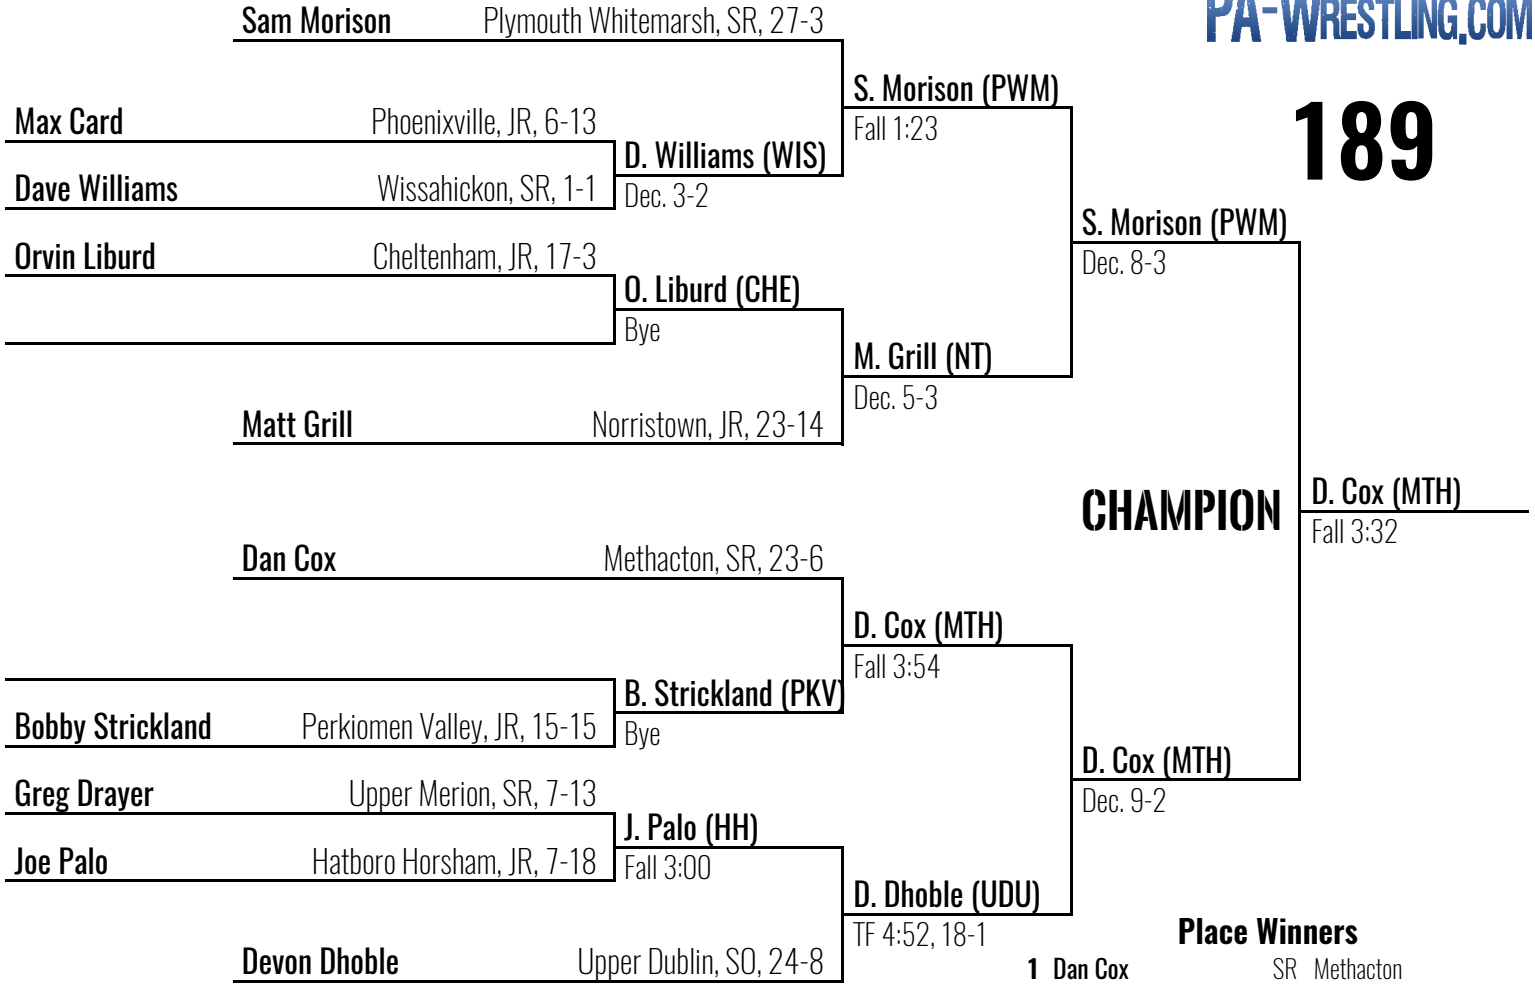 PA-WRESTLING.COM
189
Sam Morison Plymouth Whitemarsh, SR, 27-3
S. Morison (PWM)
Fall 1:23
Max Card Phoenixville, JR, 6-13
D. Williams (WIS)
Dec. 3-2
Dave Williams Wissahickon, SR, 1-1
S. Morison (PWM)
Dec. 8-3
Orvin Liburd Cheltenham, JR, 17-3
O. Liburd (CHE)
Bye
M. Grill (NT)
Dec. 5-3
Matt Grill Norristown, JR, 23-14
CHAMPION
D. Cox (MTH)
Fall 3:32
Dan Cox Methacton, SR, 23-6
D. Cox (MTH)
Fall 3:54
B. Strickland (PKV)
Bye
Bobby Strickland Perkiomen Valley, JR, 15-15
D. Cox (MTH)
Dec. 9-2
Greg Drayer Upper Merion, SR, 7-13
J. Palo (HH)
Fall 3:00
Joe Palo Hatboro Horsham, JR, 7-18
D. Dhoble (UDU)
TF 4:52, 18-1
Devon Dhoble Upper Dublin, SO, 24-8
Place Winners
1 Dan Cox SR Methacton